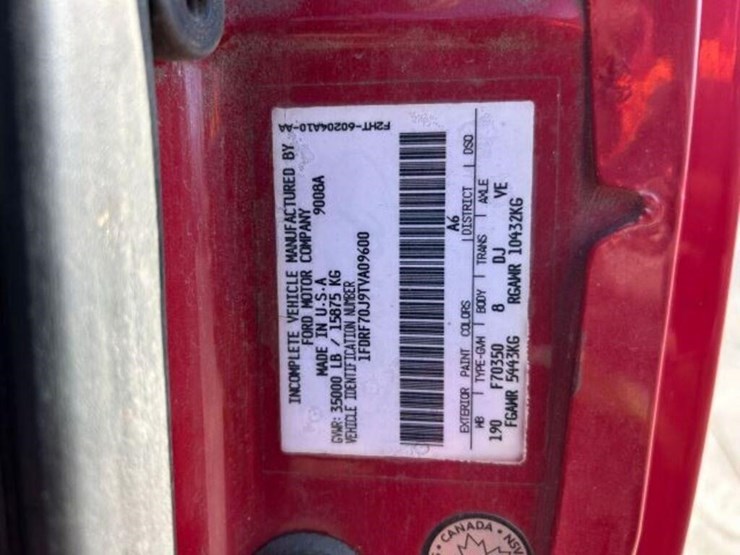 INCOMPLETE VEHICLE MANUFACTURED BY
FORD MOTOR COMPANY 9008A
MADE IN U.S.A
GVWR: 35000 LB / 15875 KG
VEHICLE IDENTIFICATION NUMBER
1FDRF70J9TVA09600
F2HT-60204A10-AA
A6
EXTERIOR PAINT COLORS DISTRICT DSO
WB TYPE-GVW BODY TRANS AXLE
190 F70350 8 DJ VE
FGAWR 5443KG RGAWR 10432KG
CANADA • NSV